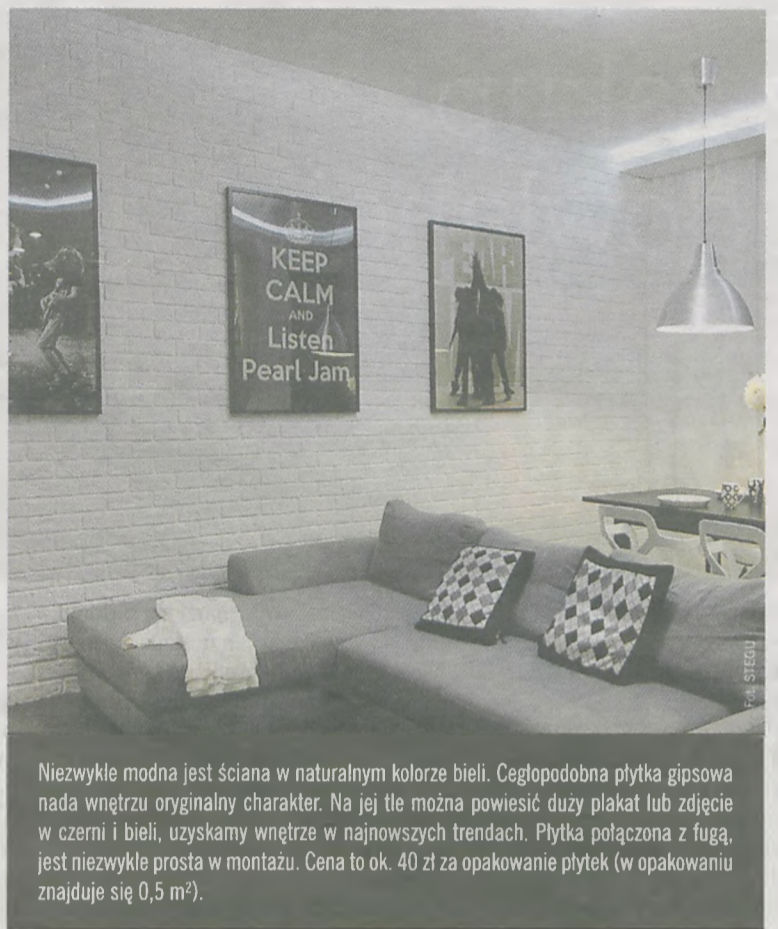 KEEP
CALM
AND
Listen
Pearl Jam
Fot. STEGU
Niezwykle modna jest ściana w naturalnym kolorze bieli. Cegłopodobna płytka gipsowa
nada wnętrzu oryginalny charakter. Na jej tle można powiesić duży plakat lub zdjęcie
w czerni i bieli, uzyskamy wnętrze w najnowszych trendach. Płytka połączona z fugą,
jest niezwykle prosta w montażu. Cena to ok. 40 zł za opakowanie płytek (w opakowaniu
znajduje się 0,5 m²).